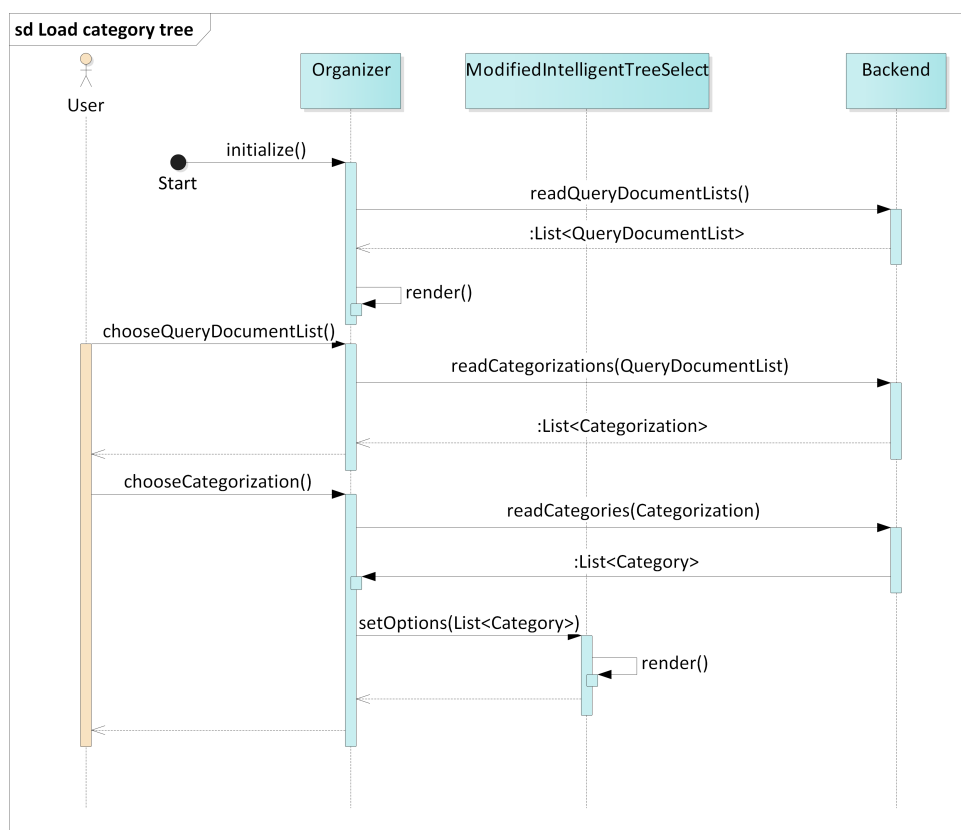 sd Load category tree
User
Organizer
ModifiedIntelligentTreeSelect
Backend
initialize()
Start
readQueryDocumentLists()
:List<QueryDocumentList>
render()
chooseQueryDocumentList()
readCategorizations(QueryDocumentList)
:List<Categorization>
chooseCategorization()
readCategories(Categorization)
:List<Category>
setOptions(List<Category>)
render()